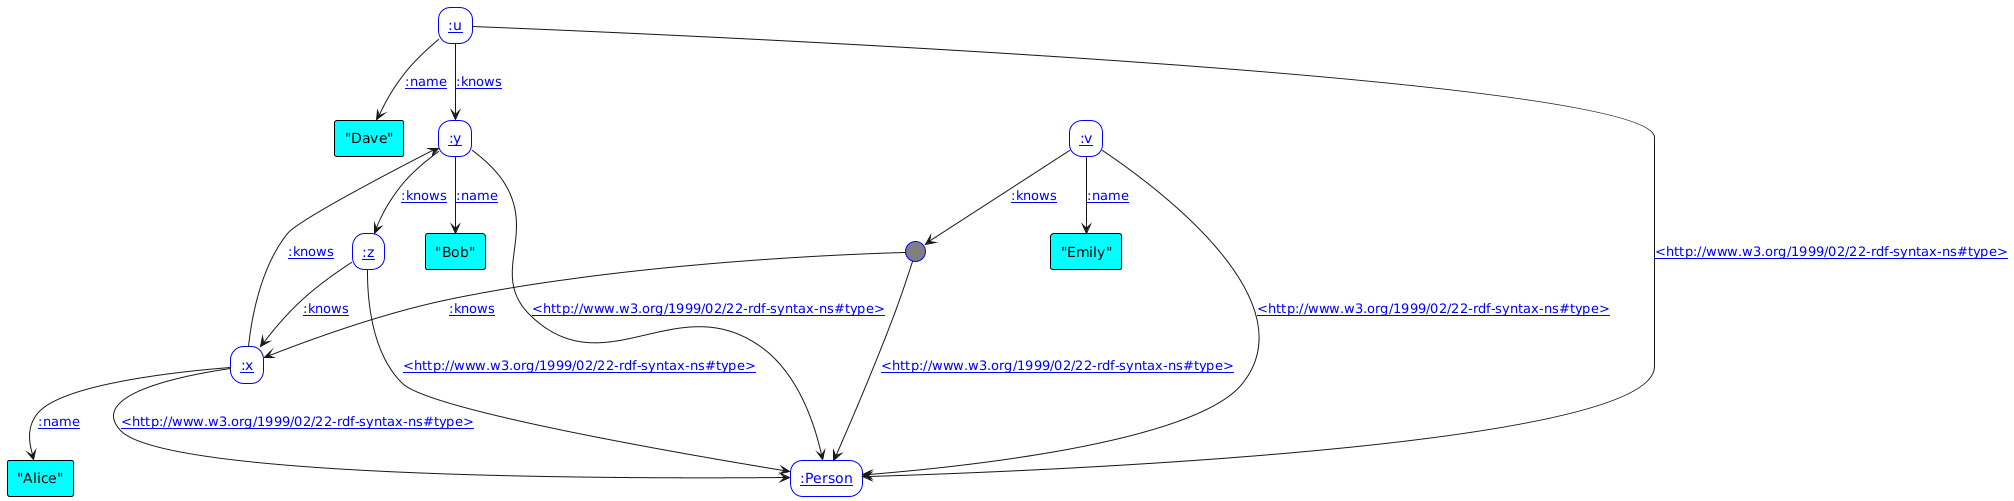 :u
:name
:knows
"Dave"
:y
:v
:knows
:name
:knows
:name
:knows
:z
"Bob"
"Emily"
<http://www.w3.org/1999/02/22-rdf-syntax-ns#type>
:knows
:knows
<http://www.w3.org/1999/02/22-rdf-syntax-ns#type>
<http://www.w3.org/1999/02/22-rdf-syntax-ns#type>
:x
<http://www.w3.org/1999/02/22-rdf-syntax-ns#type>
<http://www.w3.org/1999/02/22-rdf-syntax-ns#type>
:name
<http://www.w3.org/1999/02/22-rdf-syntax-ns#type>
"Alice"
:Person